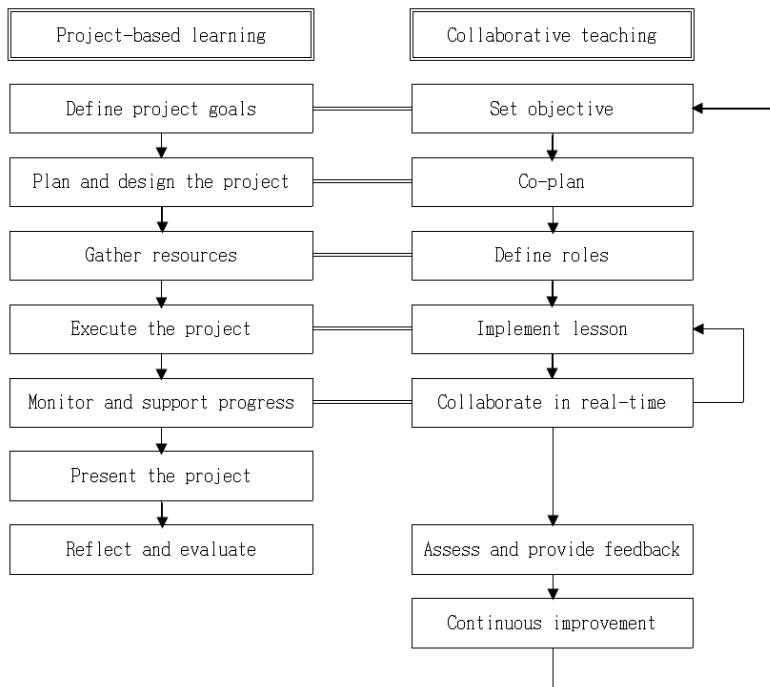 Project-based learning
Collaborative teaching
Define project goals
Set objective
Plan and design the project
Co-plan
Gather resources
Define roles
Execute the project
Implement lesson
Monitor and support progress
Collaborate in real-time
Present the project
Reflect and evaluate
Assess and provide feedback
Continuous improvement